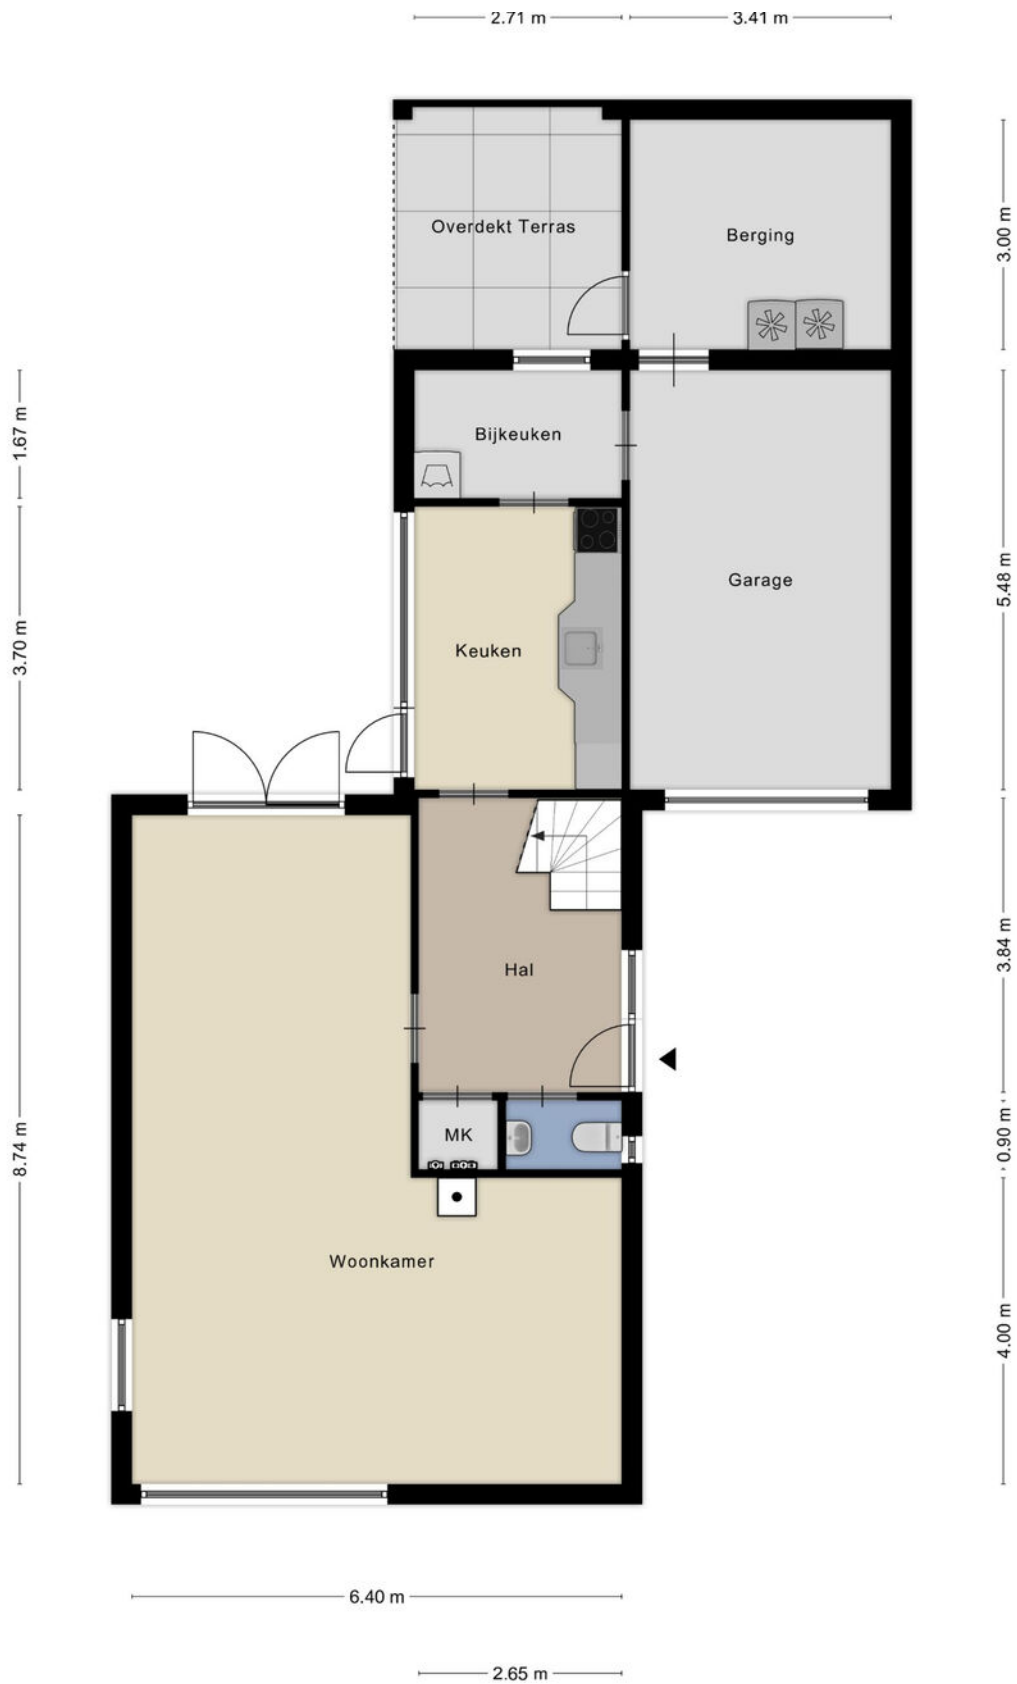 2.71 m
3.41 m
Overdekt Terras
Berging
3.00 m
1.67 m
Bijkeuken
Garage
5.48 m
Keuken
3.70 m
Hal
3.84 m
MK
0.90 m
8.74 m
Woonkamer
4.00 m
6.40 m
2.65 m